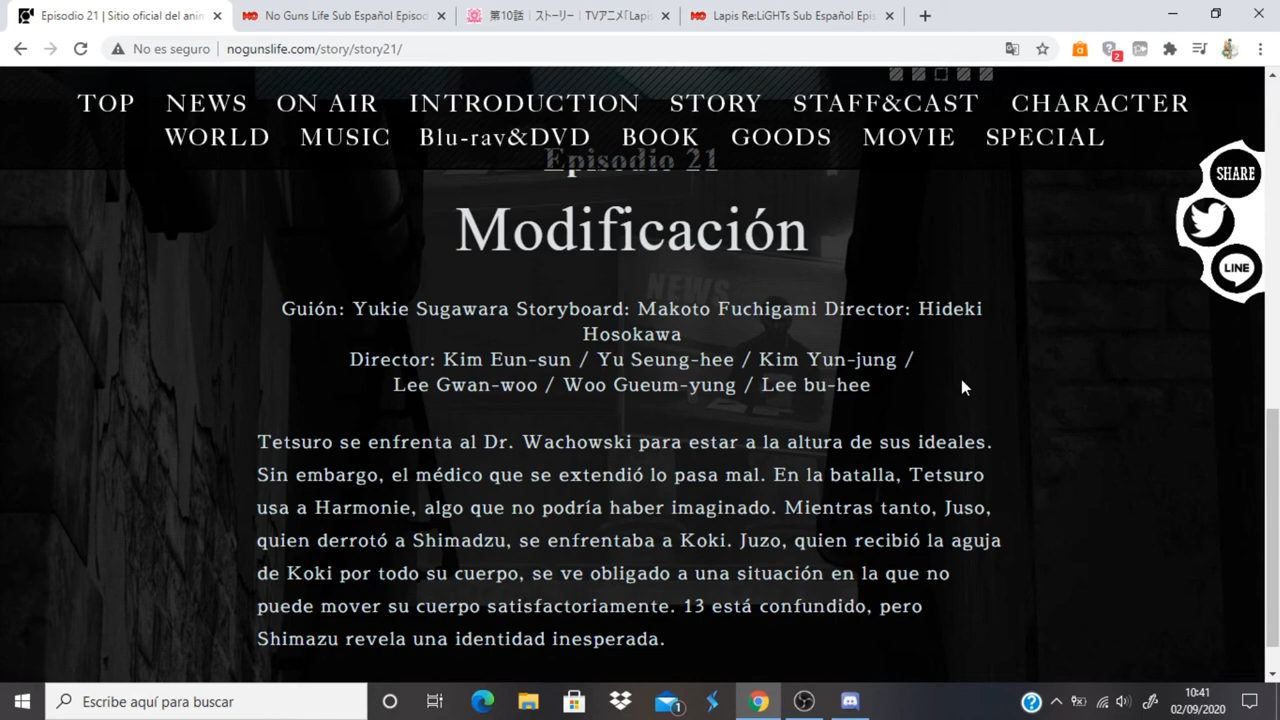 Episodio 21 | Sitio oficial del anim
No Guns Life Sub Español Episod
第10話 | ストーリー | TVアニメ「Lapis
Lapis Re:LiGHTs Sub Español Epis
No es seguro | nogunslife.com/story/story21/
2
TOP NEWS ON AIR INTRODUCTION STORY STAFF&CAST CHARACTER
WORLD MUSIC Blu-ray&DVD BOOK GOODS MOVIE SPECIAL
SHARE
LINE
Episodio 21
Modificación
NEWS
Guión: Yukie Sugawara Storyboard: Makoto Fuchigami Director: Hideki
Hosokawa
Director: Kim Eun-sun / Yu Seung-hee / Kim Yun-jung /
Lee Gwan-woo / Woo Gueum-yung / Lee bu-hee
Tetsuro se enfrenta al Dr. Wachowski para estar a la altura de sus ideales.
Sin embargo, el médico que se extendió lo pasa mal. En la batalla, Tetsuro
usa a Harmonie, algo que no podría haber imaginado. Mientras tanto, Juso,
quien derrotó a Shimadzu, se enfrentaba a Koki. Juzo, quien recibió la aguja
de Koki por todo su cuerpo, se ve obligado a una situación en la que no
puede mover su cuerpo satisfactoriamente. 13 está confundido, pero
Shimazu revela una identidad inesperada.
Escribe aquí para buscar
1
10:41
02/09/2020